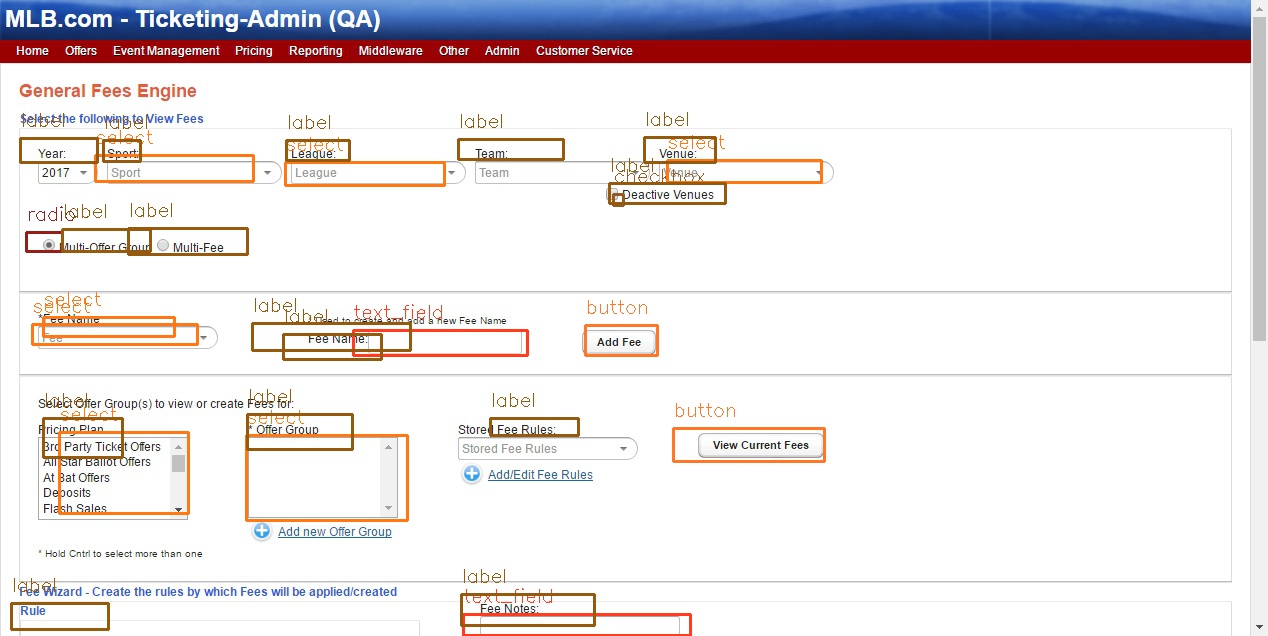 MLB.com - Ticketing-Admin (QA)
Home Offers Event Management Pricing Reporting Middleware Other Admin Customer Service
General Fees Engine
Select the following to View Fees
label label label label label
select select select
Year: Sport: League: Team: Venue:
2017 Sport League Team Venue
label
checkbox
Deactive Venues
radio label label
Multi-Offer Group Multi-Fee
select label button
select label text_field
*Fee Name used to create and add a new Fee Name
Fee Fee Name: Add Fee
label label label
select select button
Select Offer Group(s) to view or create Fees for:
Pricing Plan * Offer Group Stored Fee Rules:
3rd Party Ticket Offers Stored Fee Rules View Current Fees
All Star Ballot Offers
At Bat Offers Add/Edit Fee Rules
Deposits
Flash Sales
Add new Offer Group
* Hold Cntrl to select more than one
label label
Fee Wizard - Create the rules by which Fees will be applied/created
text_field
Rule Fee Notes: